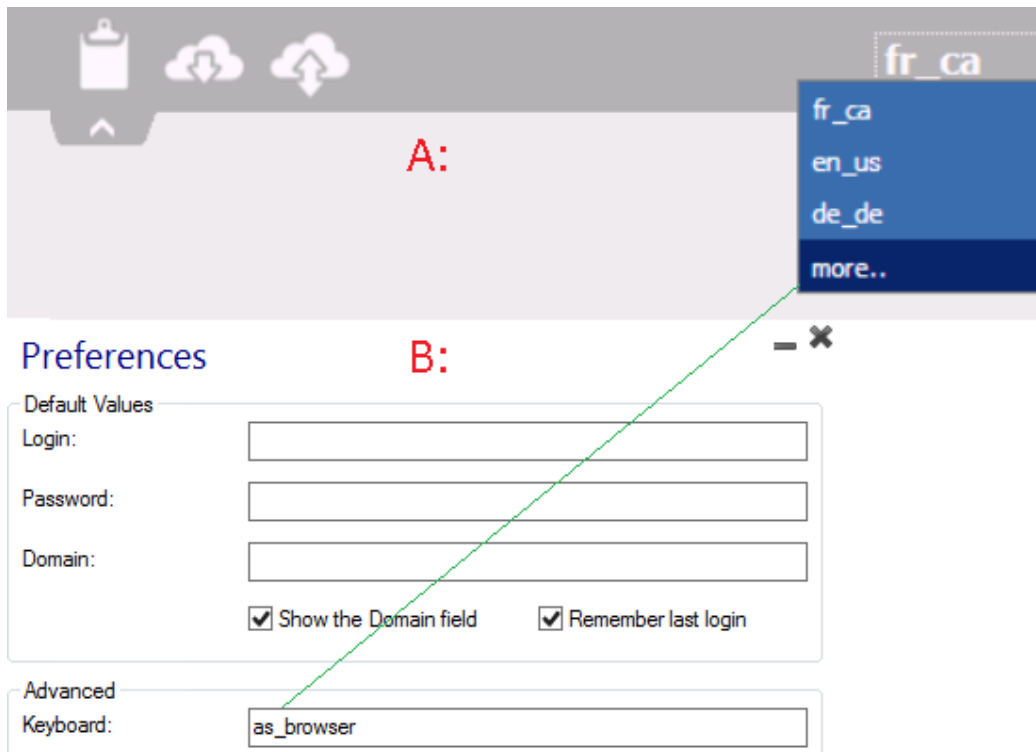 fr_ca
fr_ca
en_us
de_de
more..
A:
Preferences
B:
Default Values
Login:
Password:
Domain:
Show the Domain field
Remember last login
Advanced
Keyboard:
as_browser